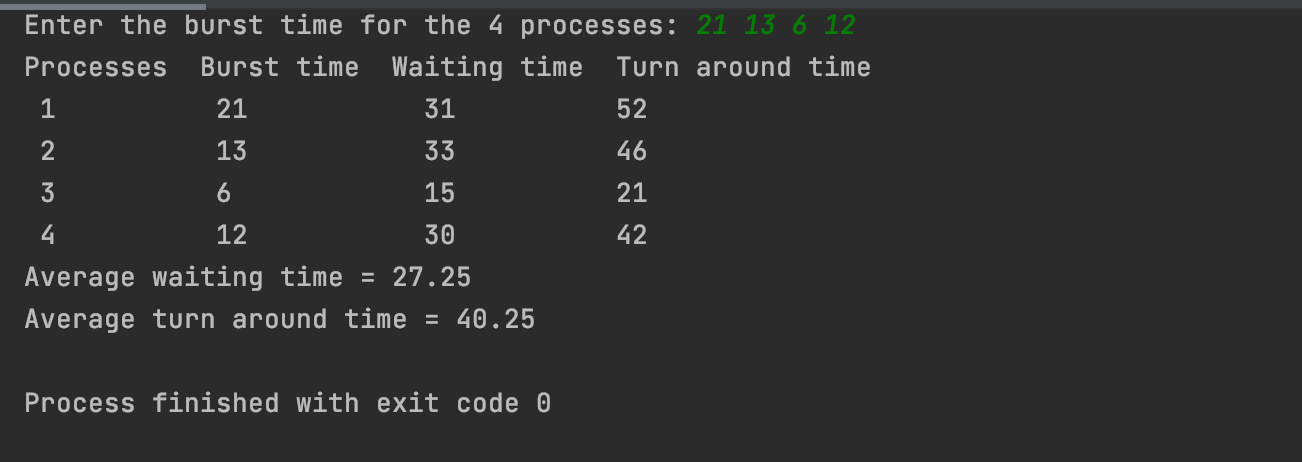 Enter the burst time for the 4 processes: 21 13 6 12
Processes  Burst time  Waiting time  Turn around time
 1          21           31          52
 2          13           33          46
 3          6            15          21
 4          12           30          42
Average waiting time = 27.25
Average turn around time = 40.25
Process finished with exit code 0